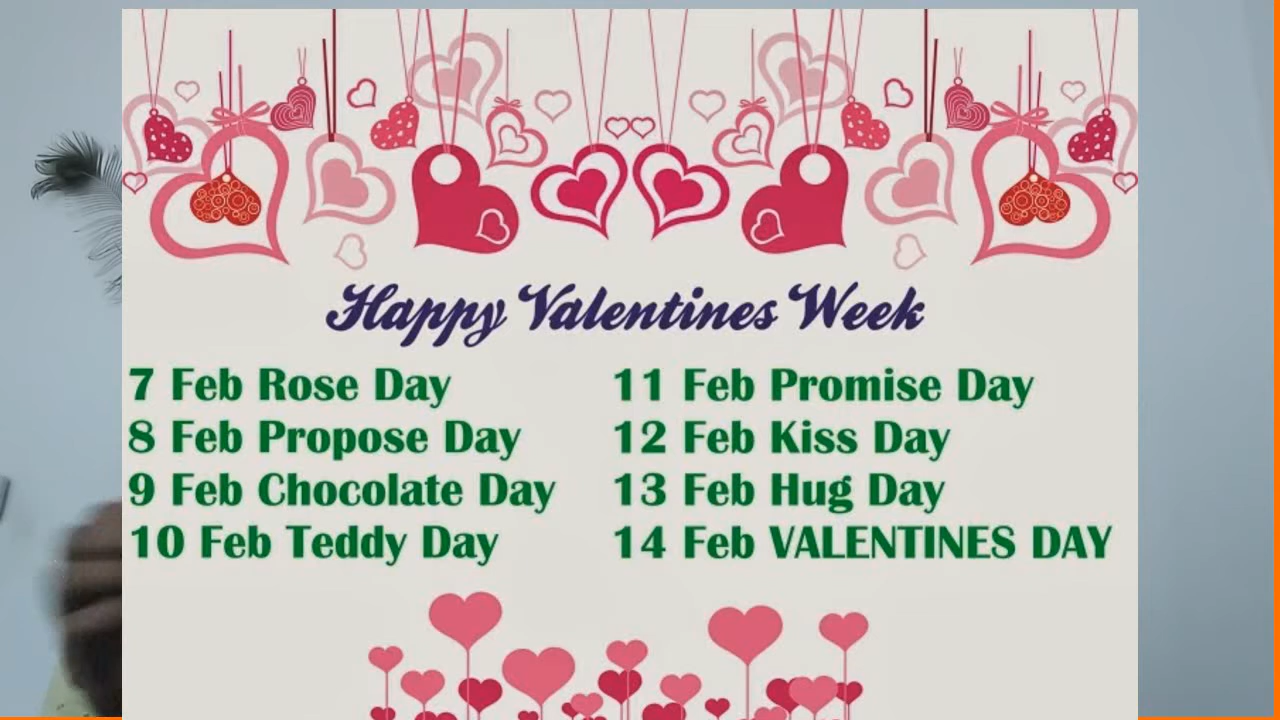 Happy Valentines Week
7 Feb Rose Day
8 Feb Propose Day
9 Feb Chocolate Day
10 Feb Teddy Day
11 Feb Promise Day
12 Feb Kiss Day
13 Feb Hug Day
14 Feb VALENTINES DAY